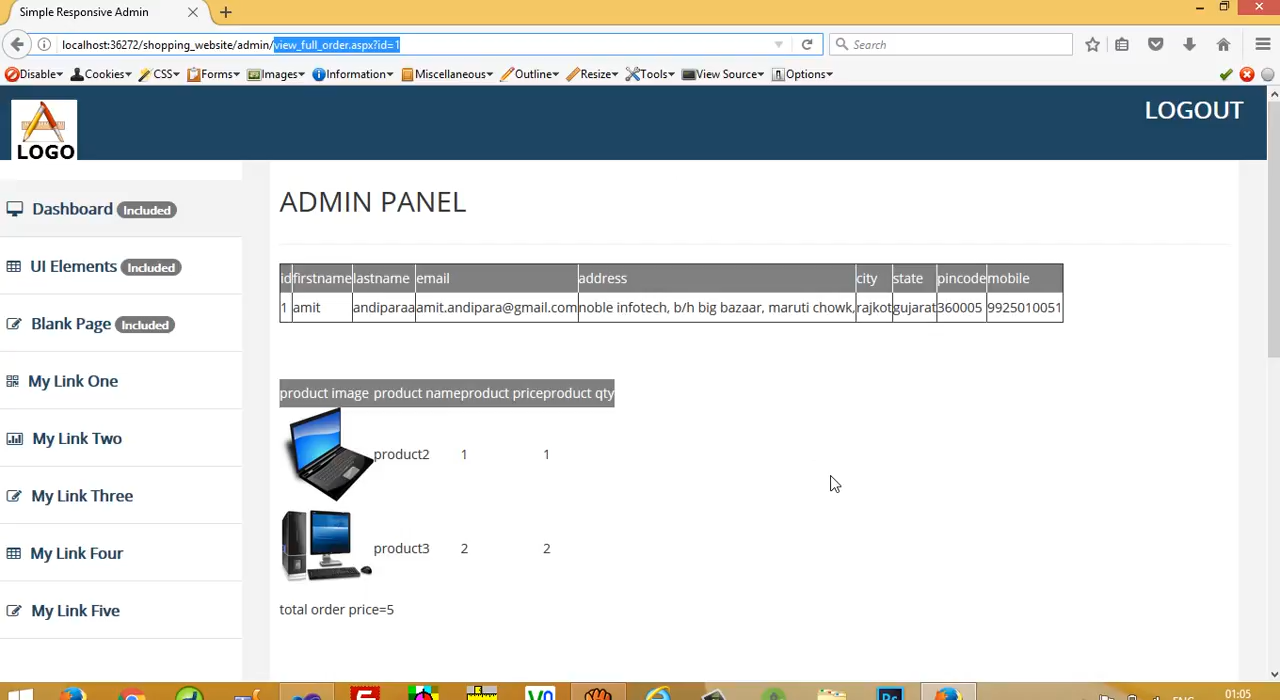 Simple Responsive Admin
localhost:36272/shopping_website/admin/view_full_order.aspx?id=1
Search
Disable Cookies CSS Forms Images Information Miscellaneous Outline Resize Tools View Source Options
LOGO
LOGOUT
Dashboard Included
UI Elements Included
Blank Page Included
My Link One
My Link Two
My Link Three
My Link Four
My Link Five
ADMIN PANEL
id firstname lastname email address city state pincode mobile
1 amit andiparaa amit.andipara@gmail.com noble infotech, b/h big bazaar, maruti chowk, rajkot gujarat 360005 9925010051
product image product name product price product qty
product2 1 1
product3 2 2
total order price=5
Ps
ENG
01:05